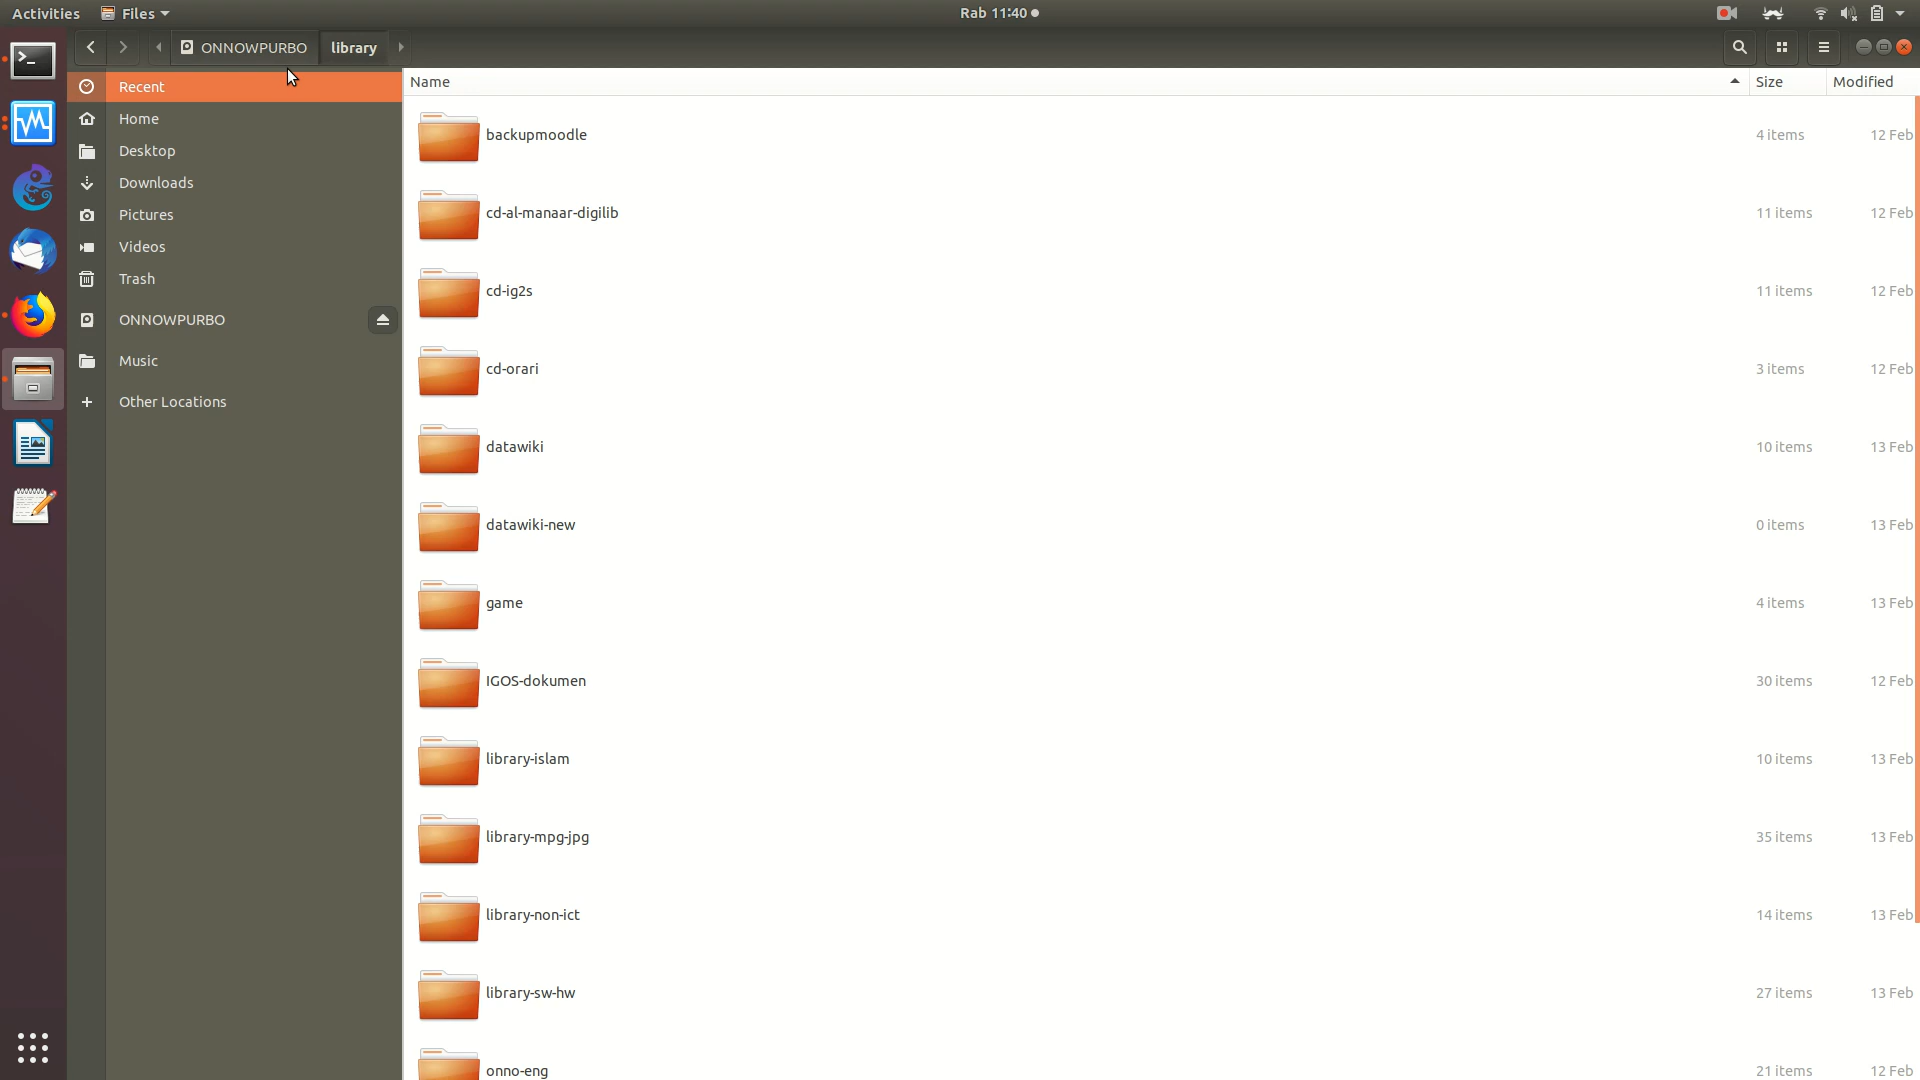 Activities Files Rab 11:40
ONNOWPURBO library
Name Size Modified
Recent
Home
Desktop
Downloads
Pictures
Videos
Trash
ONNOWPURBO
Music
Other Locations
backupmoodle 4 items 12 Feb
cd-al-manaar-digilib 11 items 12 Feb
cd-ig2s 11 items 12 Feb
cd-orari 3 items 12 Feb
datawiki 10 items 13 Feb
datawiki-new 0 items 13 Feb
game 4 items 13 Feb
IGOS-dokumen 30 items 12 Feb
library-islam 10 items 13 Feb
library-mpg-jpg 35 items 13 Feb
library-non-ict 14 items 13 Feb
library-sw-hw 27 items 13 Feb
onno-eng 21 items 12 Feb